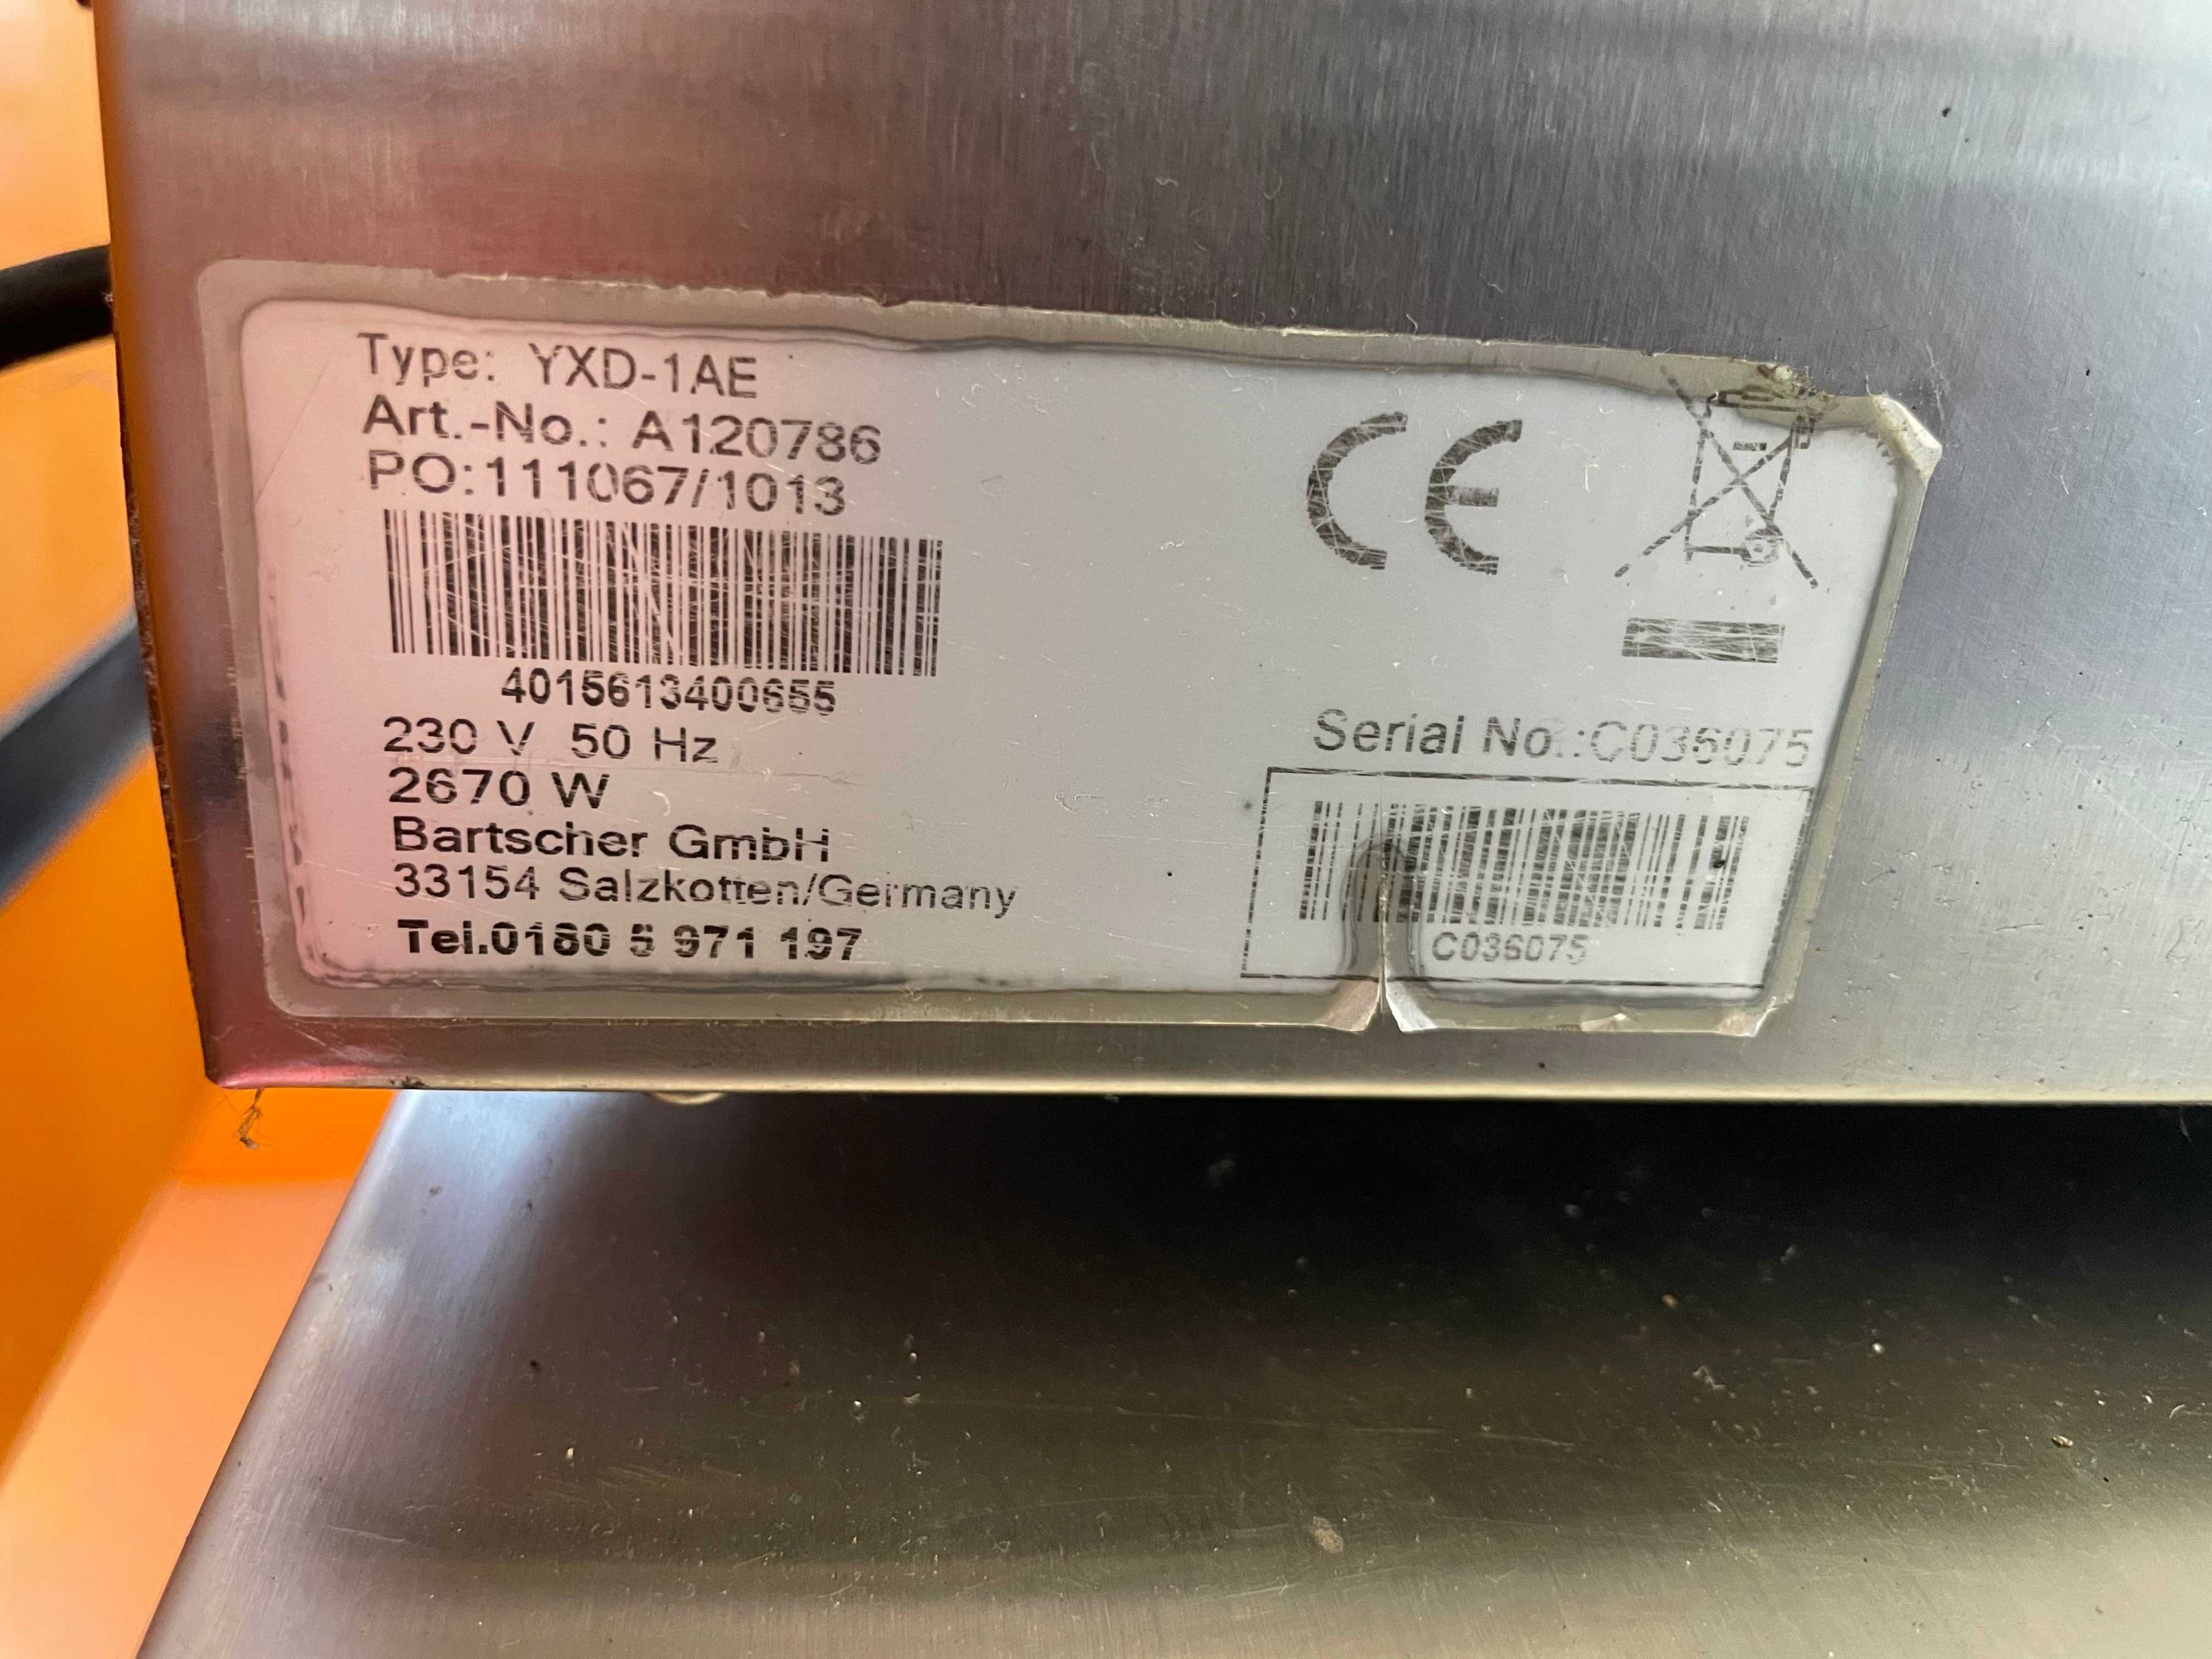 Type: YXD-1AE
Art.-No.: A120786
PO:111067/1013
4015613400655
230 V 50 Hz
2670 W
Bartscher GmbH
33154 Salzkotten/Germany
Tel.0180 5 971 197
CE
Serial No.:C036075
C036075